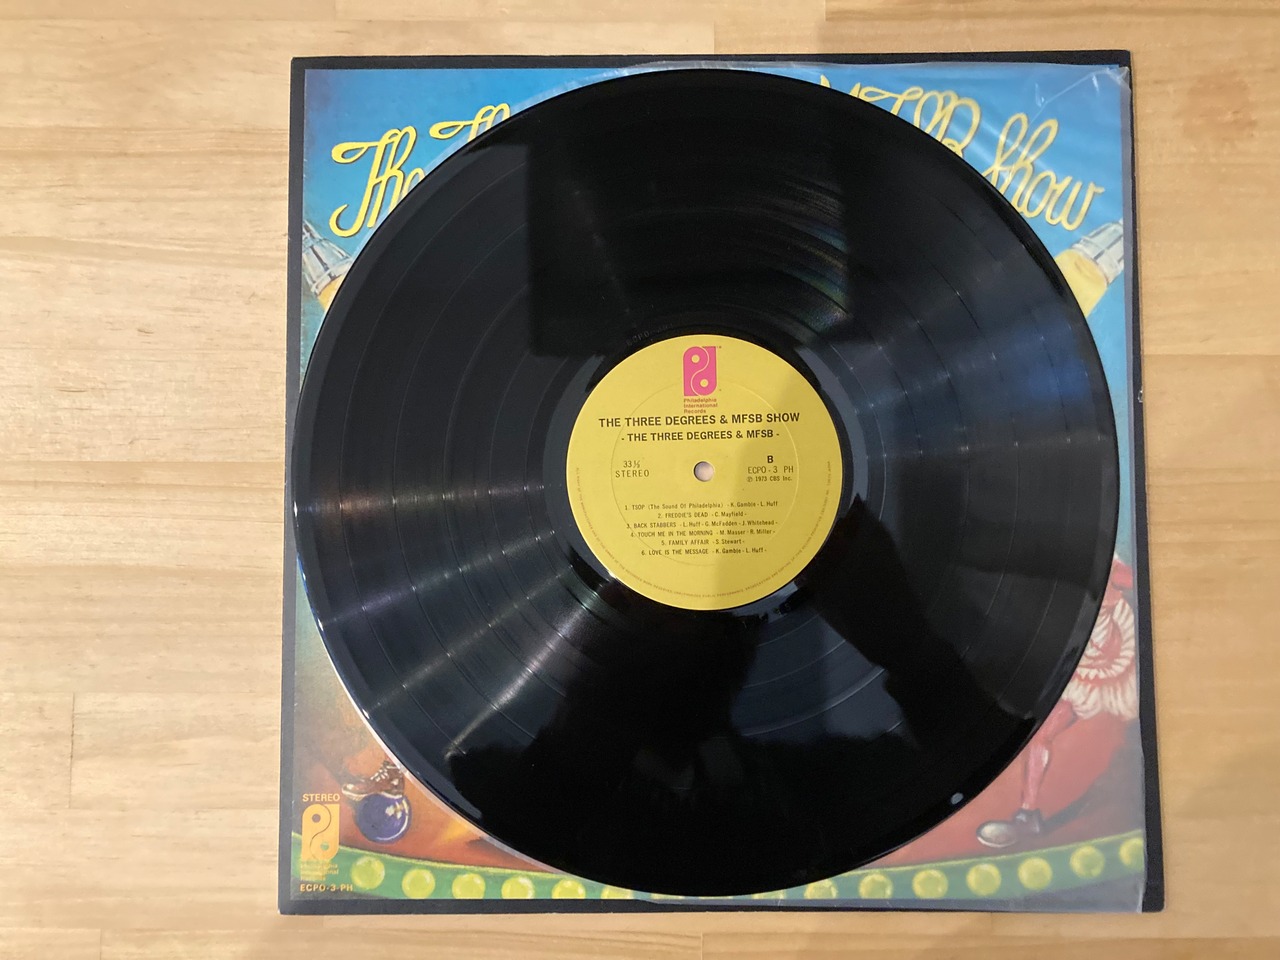 The Th
MFSB Show
Philadelphia
International
Records
THE THREE DEGREES & MFSB SHOW
- THE THREE DEGREES & MFSB -
33⅓
STEREO
B
ECPO - 3 PH
℗ 1973 CBS Inc.
1. TSOP (The Sound Of Philadelphia) - K. Gamble - L. Huff
2. FREDDIE'S DEAD - C. Mayfield -
3. BACK STABBERS - L. Huff - G. McFadden - J. Whitehead -
4. TOUCH ME IN THE MORNING - M. Masser - R. Miller -
5. FAMILY AFFAIR - S. Stewart -
6. LOVE IS THE MESSAGE - K. Gamble - L. Huff -
STEREO
ECPO-3 PH